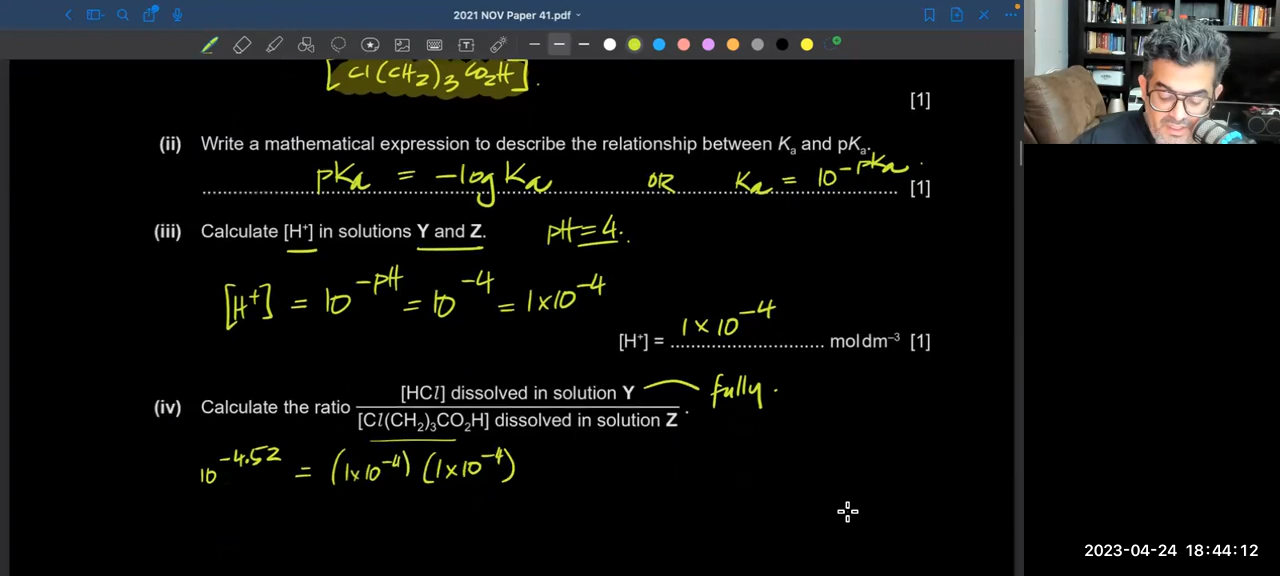 2021 NOV Paper 41.pdf
[Cl(CH₂)₃CO₂H].
[1]
(ii) Write a mathematical expression to describe the relationship between Kₐ and pKₐ.
pKa = -log Ka OR Ka = 10^-pKa
[1]
(iii) Calculate [H⁺] in solutions Y and Z. pH = 4.
[H⁺] = 10^-pH = 10^-4 = 1×10^-4
1×10^-4
[H⁺] = .............................. mol dm⁻³ [1]
[HCl] dissolved in solution Y fully.
(iv) Calculate the ratio
[Cl(CH₂)₃CO₂H] dissolved in solution Z .
10^-4.52 = (1×10^-4)(1×10^-4)
2023-04-24 18:44:12